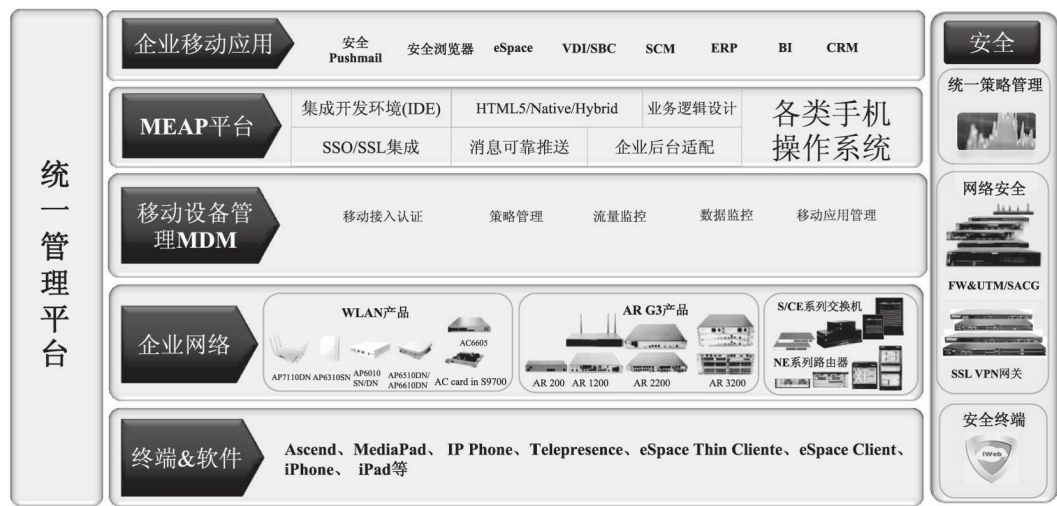 统一管理平台
企业移动应用
安全
Pushmail
安全浏览器
eSpace
VDI/SBC
SCM
ERP
BI
CRM
MEAP平台
集成开发环境(IDE)
HTML5/Native/Hybrid
业务逻辑设计
SSO/SSL集成
消息可靠推送
企业后台适配
各类手机
操作系统
移动设备管
理MDM
移动接入认证
策略管理
流量监控
数据监控
移动应用管理
企业网络
WLAN产品
AC6605
AP7110DN
AP6310SN
AP6010
SN/DN
AP6510DN/
AP6610DN
AC card in S9700
AR G3产品
AR 200
AR 1200
AR 2200
AR 3200
S/CE系列交换机
NE系列路由器
终端&软件
Ascend、MediaPad、 IP Phone、Telepresence、eSpace Thin Cliente、eSpace Client、
iPhone、 iPad等
安全
统一策略管理
网络安全
FW&UTM/SACG
SSL VPN网关
安全终端
iWeb